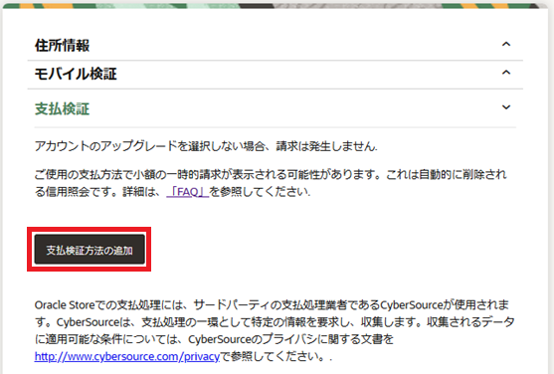 住所情報
モバイル検証
支払検証
アカウントのアップグレードを選択しない場合、請求は発生しません.
ご使用の支払方法で小額の一時的請求が表示される可能性があります。これは自動的に削除され
る信用照会です。詳細は、「FAQ」を参照してください.
支払検証方法の追加
Oracle Storeでの支払処理には、サードパーティの支払処理業者であるCyberSourceが使用されま
す。CyberSourceは、支払処理の一環として特定の情報を要求し、収集します。収集されるデータ
に適用可能な条件については、CyberSourceのプライバシに関する文書を
http://www.cybersource.com/privacyで参照してください。.